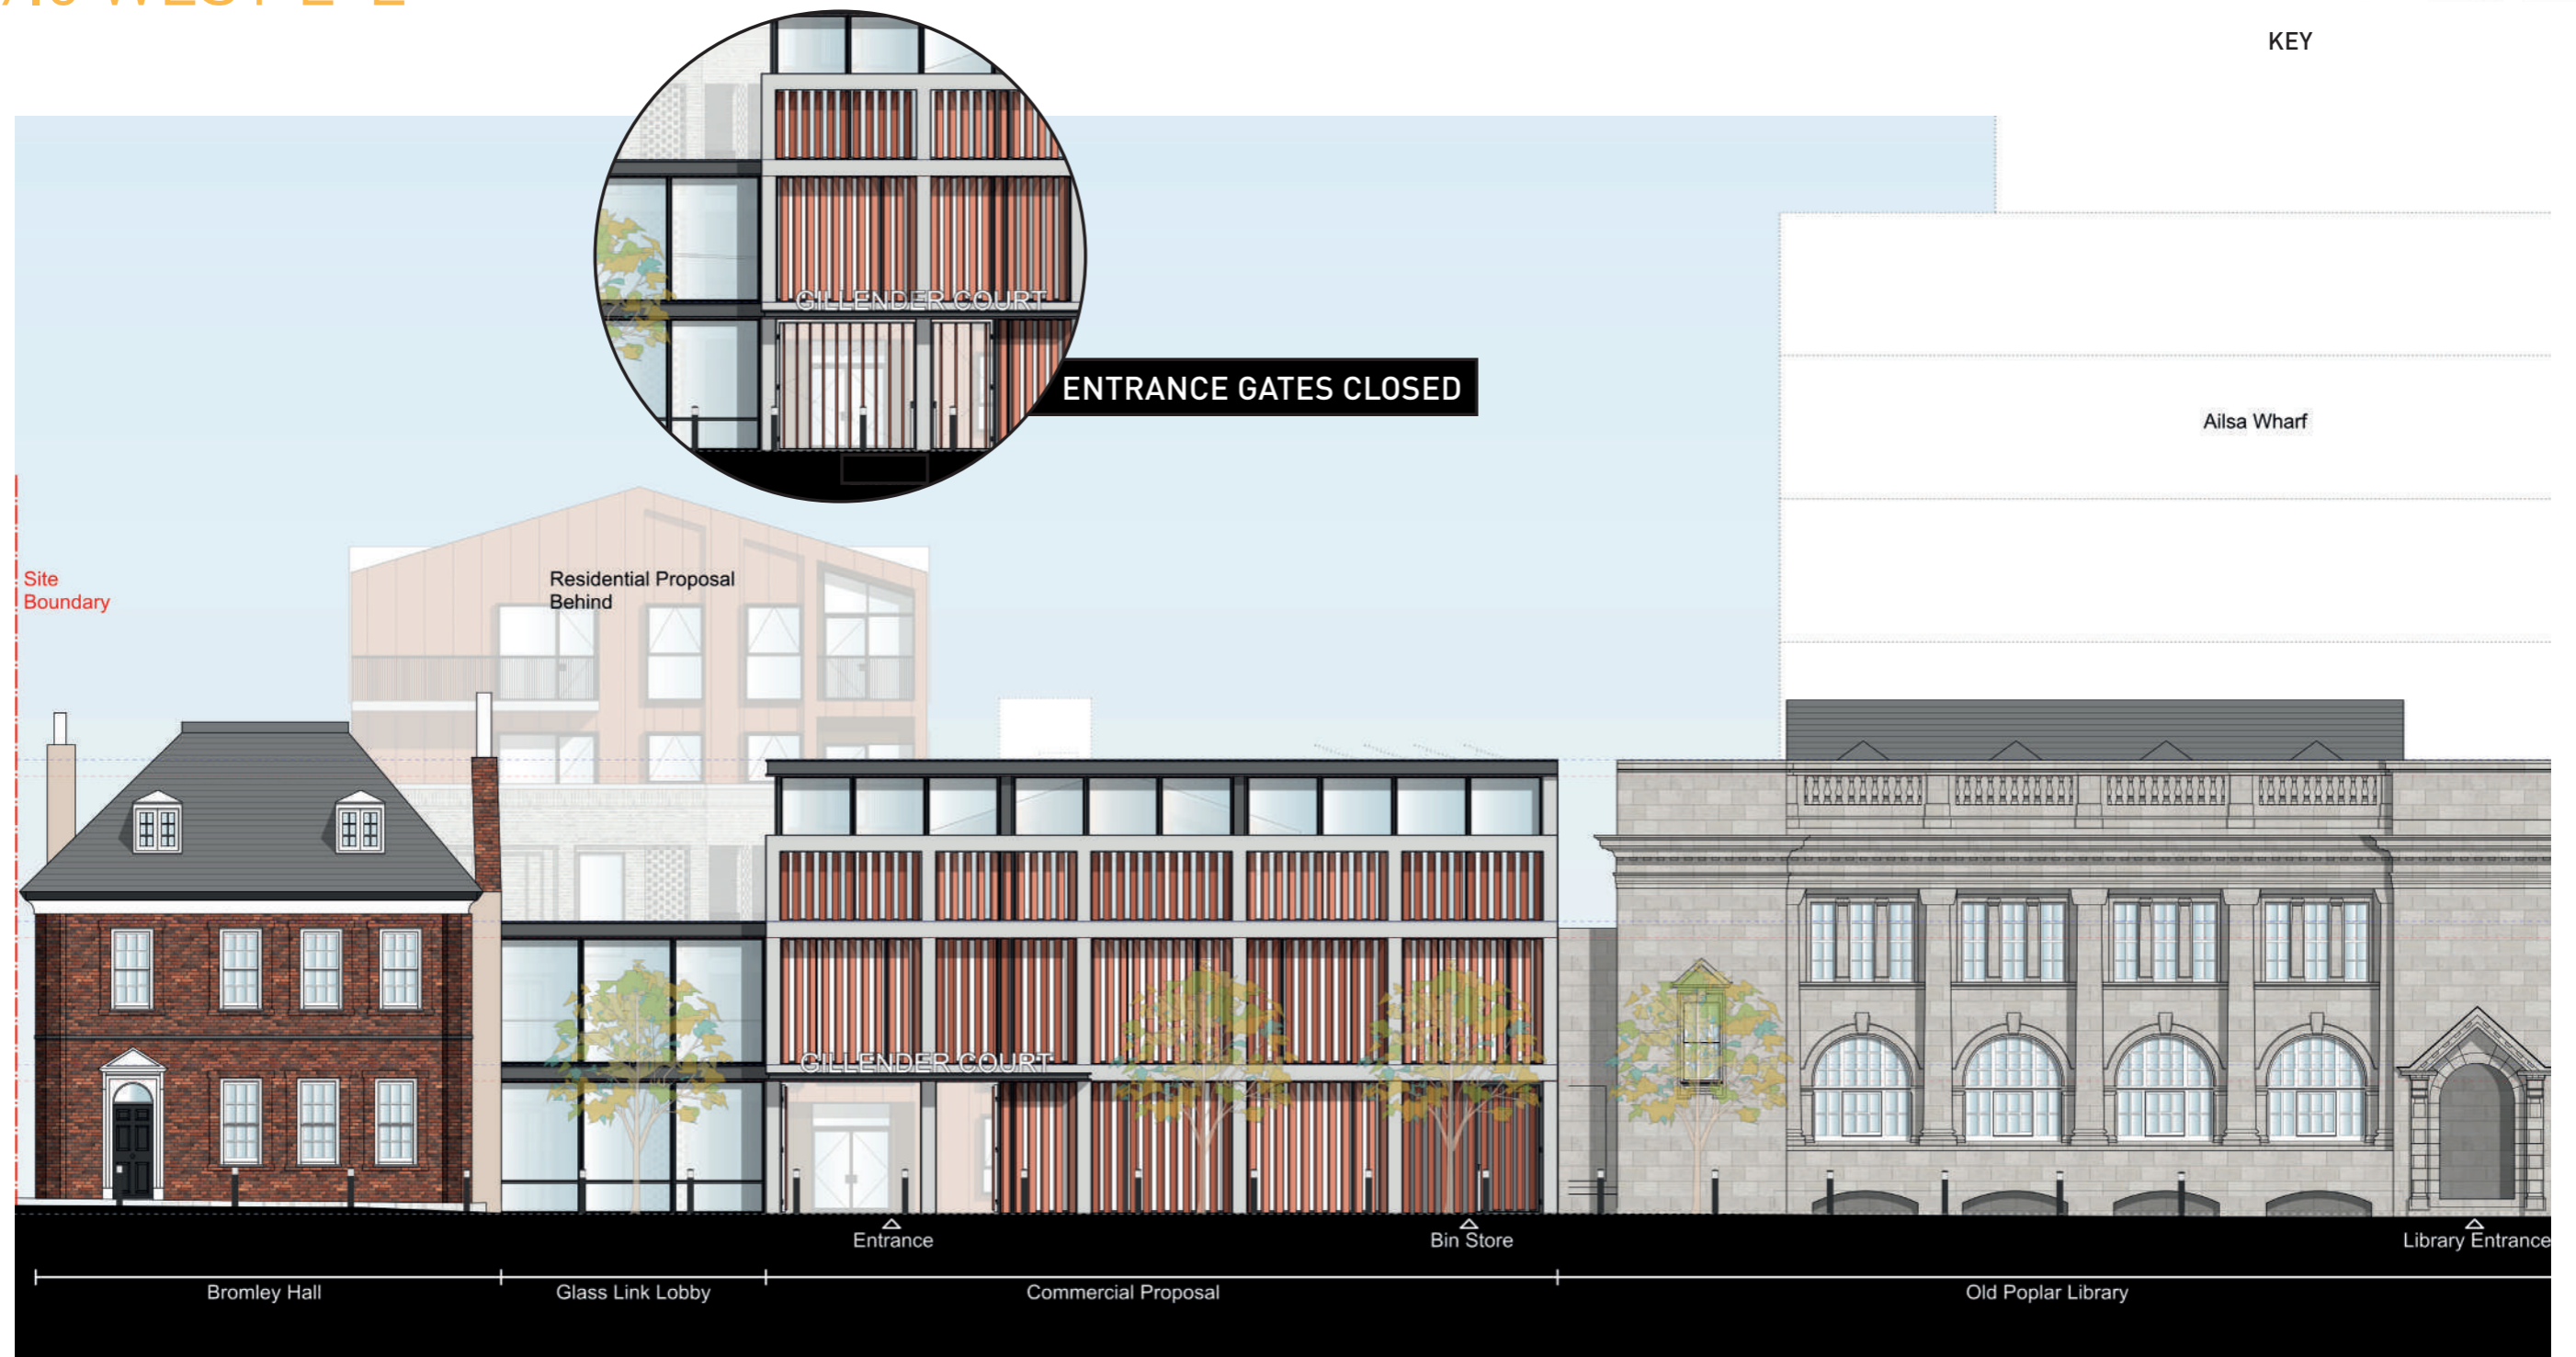 KEY
GILLENDER COURT
ENTRANCE GATES CLOSED
Ailsa Wharf
Site
Boundary
Residential Proposal
Behind
GILLENDER COURT
Entrance
Bin Store
Library Entrance
Bromley Hall
Glass Link Lobby
Commercial Proposal
Old Poplar Library